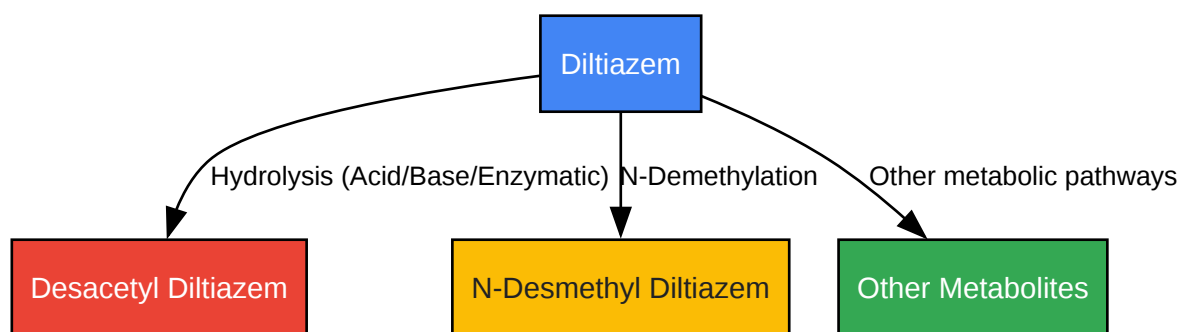 Diltiazem
Hydrolysis (Acid/Base/Enzymatic)
N-Demethylation
Other metabolic pathways
Desacetyl Diltiazem
N-Desmethyl Diltiazem
Other Metabolites